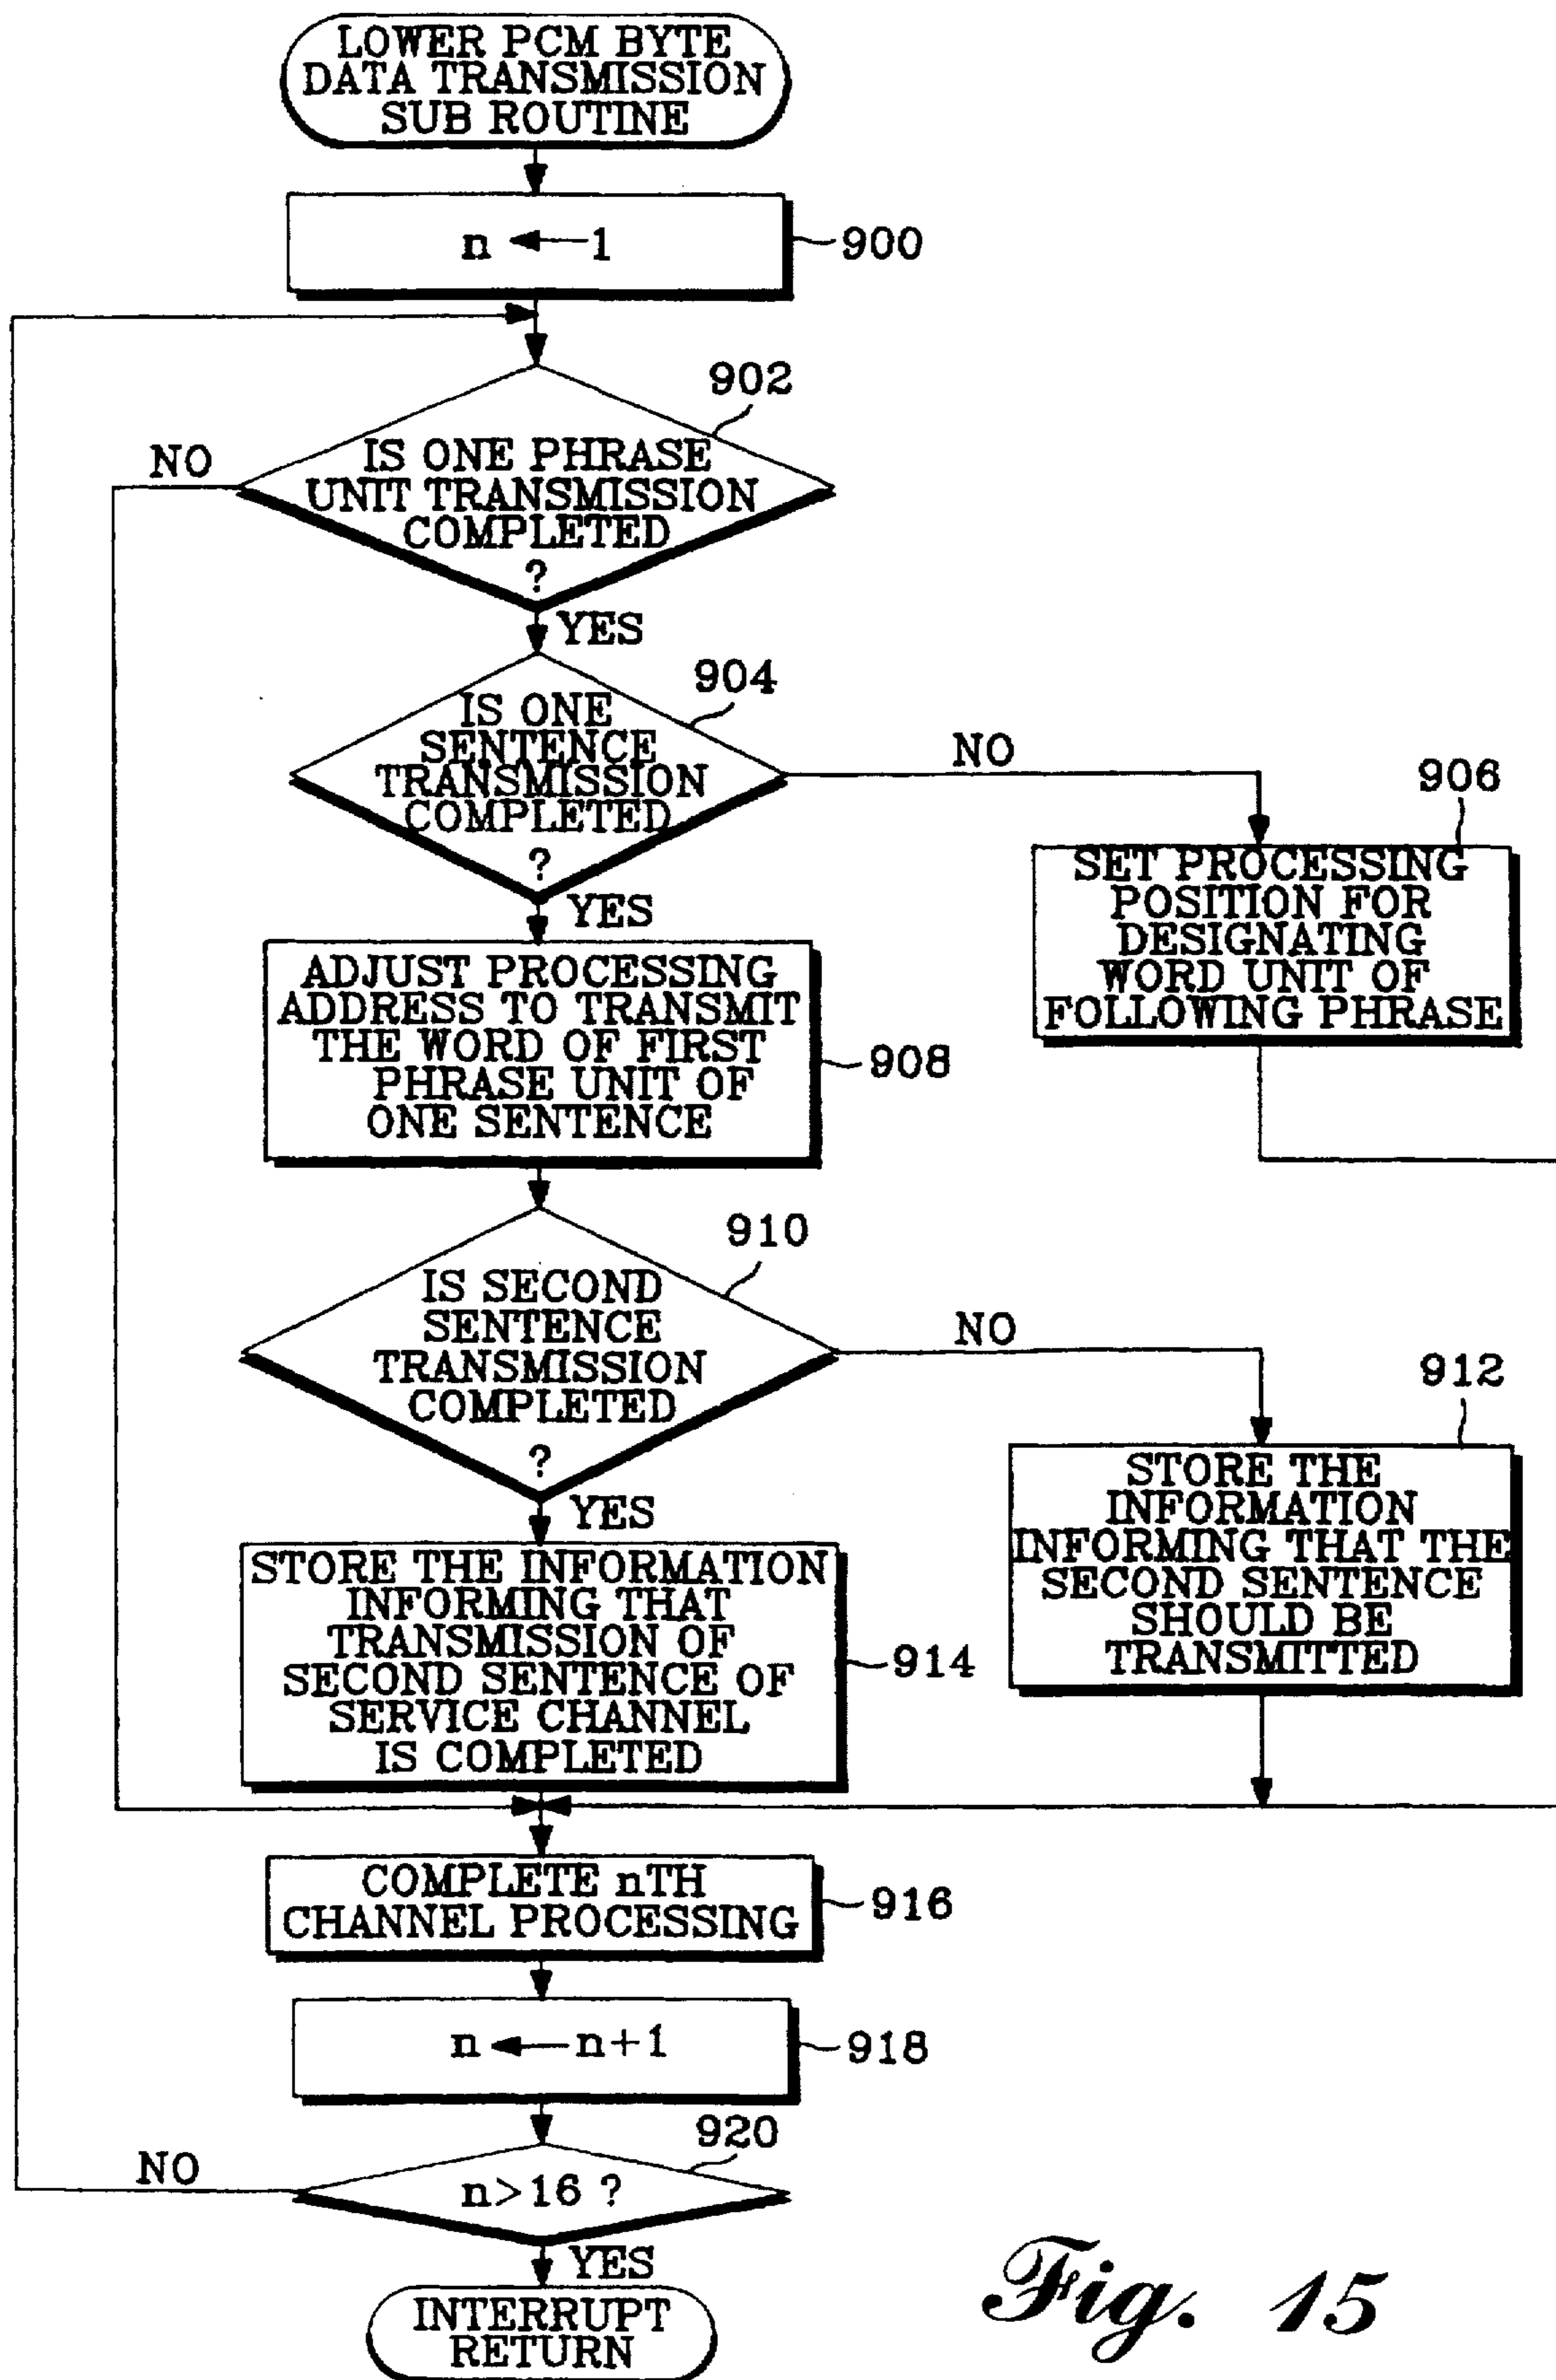 LOWER PCM BYTE
DATA TRANSMISSION
SUB ROUTINE
n ← 1
900
902
NO
IS ONE PHRASE
UNIT TRANSMISSION
COMPLETED
?
YES
904
IS ONE
SENTENCE
TRANSMISSION
COMPLETED
?
NO
906
SET PROCESSING
POSITION FOR
DESIGNATING
WORD UNIT OF
FOLLOWING PHRASE
YES
ADJUST PROCESSING
ADDRESS TO TRANSMIT
THE WORD OF FIRST
PHRASE UNIT OF
ONE SENTENCE
908
910
IS SECOND
SENTENCE
TRANSMISSION
COMPLETED
?
NO
912
STORE THE
INFORMATION
INFORMING THAT THE
SECOND SENTENCE
SHOULD BE
TRANSMITTED
YES
STORE THE INFORMATION
INFORMING THAT
TRANSMISSION OF
SECOND SENTENCE OF
SERVICE CHANNEL
IS COMPLETED
914
COMPLETE nTH
CHANNEL PROCESSING
916
n ← n+1
918
920
NO
n>16 ?
YES
INTERRUPT
RETURN
Fig. 15